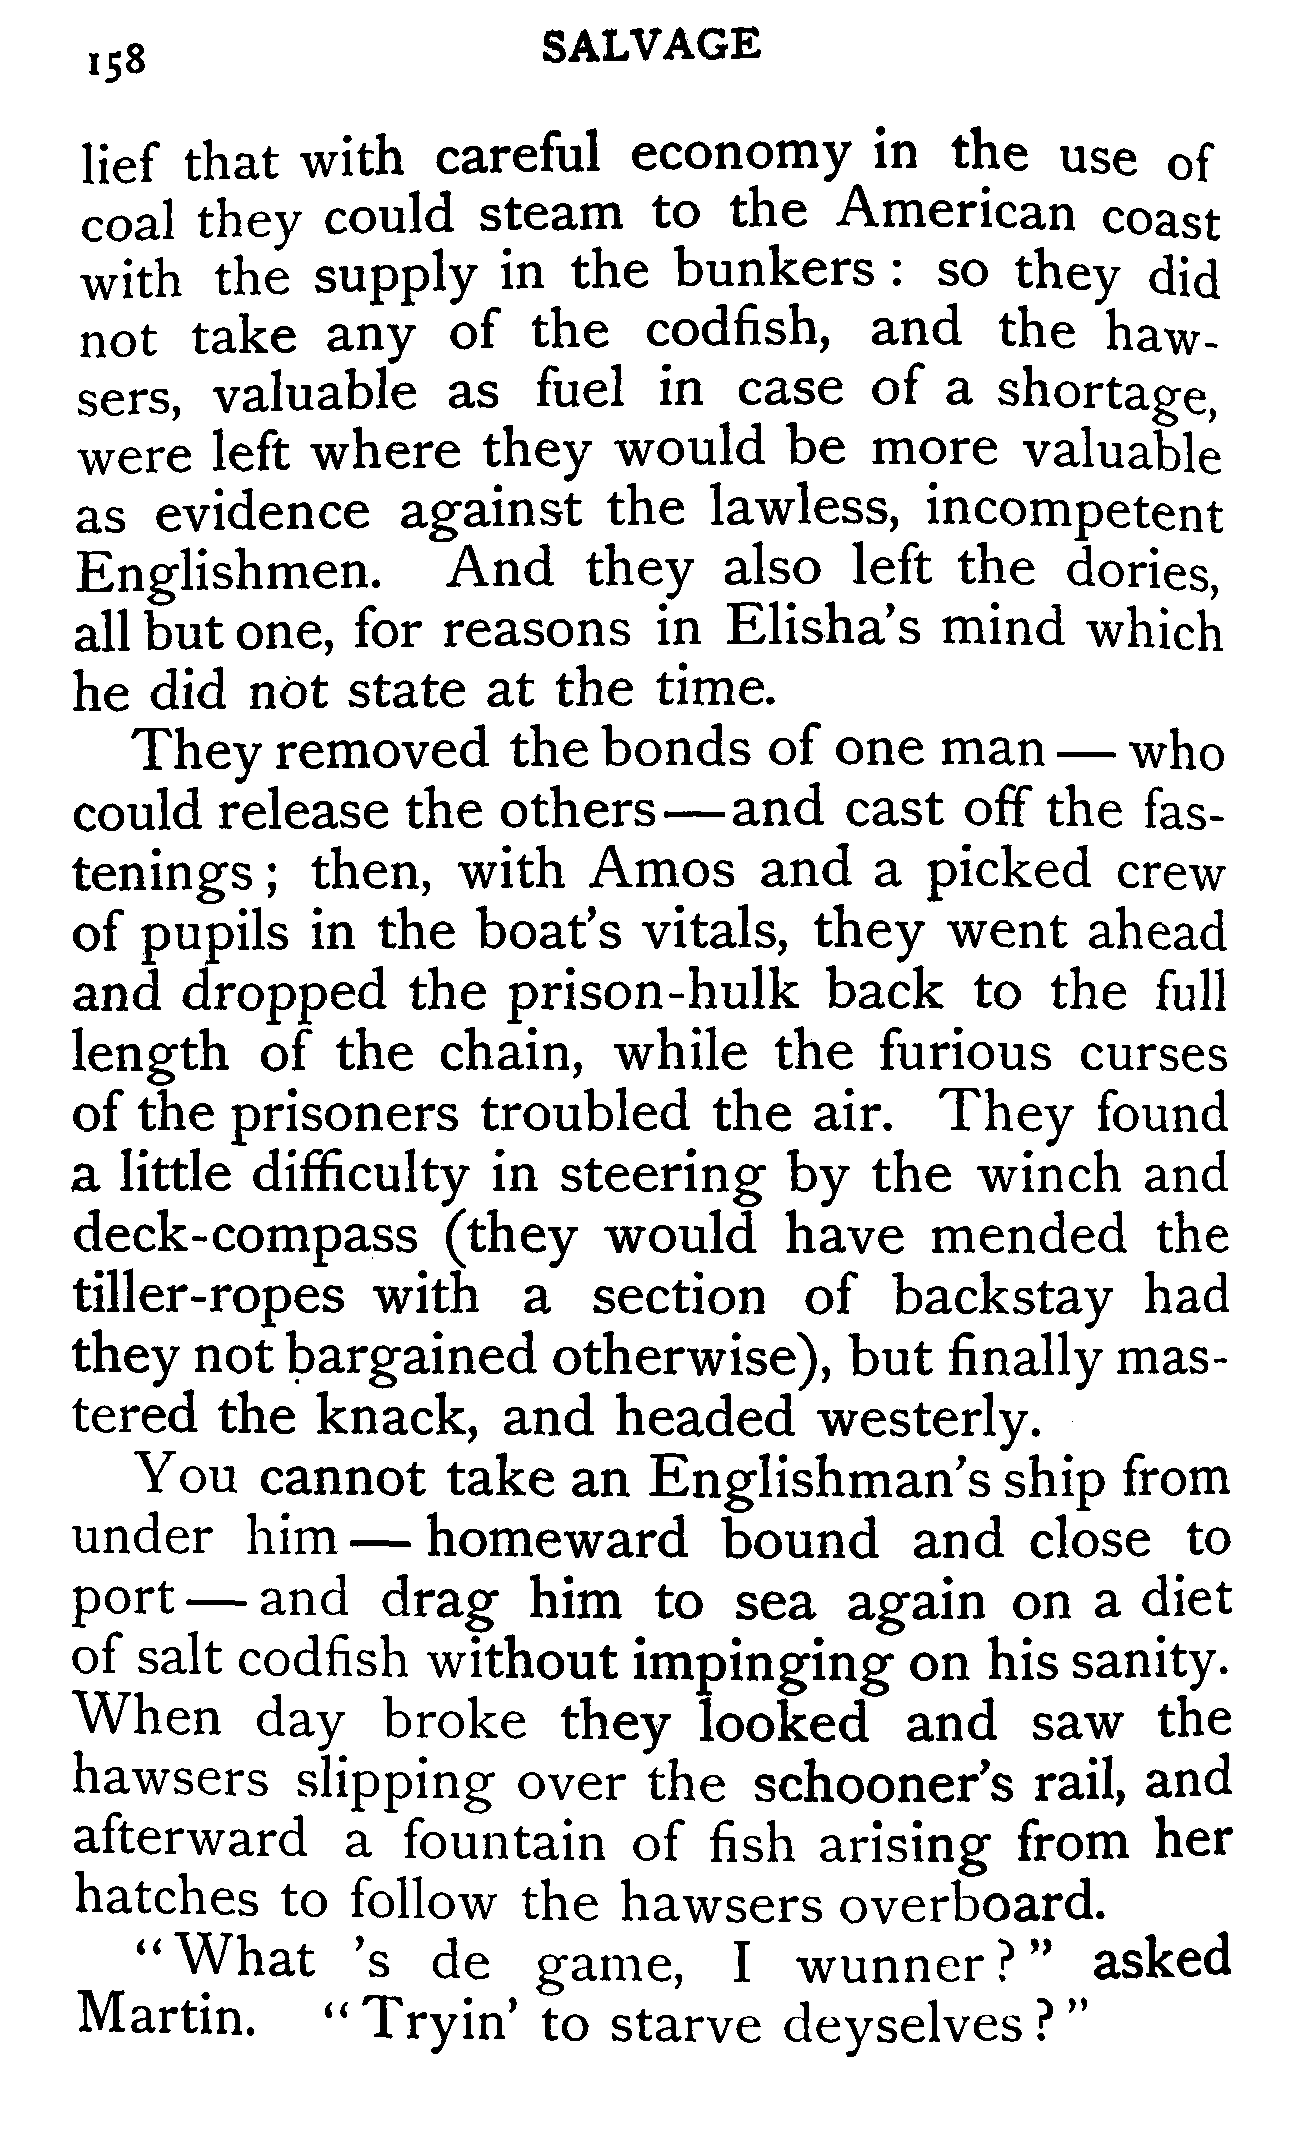 158 SALVAGE
lief that with careful economy in the use of
coal they could steam to the American coast
with the supply in the bunkers : so they did
not take any of the codfish, and the haw-
sers, valuable as fuel in case of a shortage,
were left where they would be more valuable
as evidence against the lawless, incompetent
Englishmen. And they also left the dories,
all but one, for reasons in Elisha's mind which
he did not state at the time.
They removed the bonds of one man — who
could release the others — and cast off the fas-
tenings ; then, with Amos and a picked crew
of pupils in the boat's vitals, they went ahead
and dropped the prison-hulk back to the full
length of the chain, while the furious curses
of the prisoners troubled the air. They found
a little difficulty in steering by the winch and
deck-compass (they would have mended the
tiller-ropes with a section of backstay had
they not bargained otherwise), but finally mas-
tered the knack, and headed westerly.
You cannot take an Englishman's ship from
under him — homeward bound and close to
port — and drag him to sea again on a diet
of salt codfish without impinging on his sanity.
When day broke they looked and saw the
hawsers slipping over the schooner's rail, and
afterward a fountain of fish arising from her
hatches to follow the hawsers overboard.
“ What 's de game, I wunner ? ” asked
Martin. “ Tryin' to starve deyselves ? ”